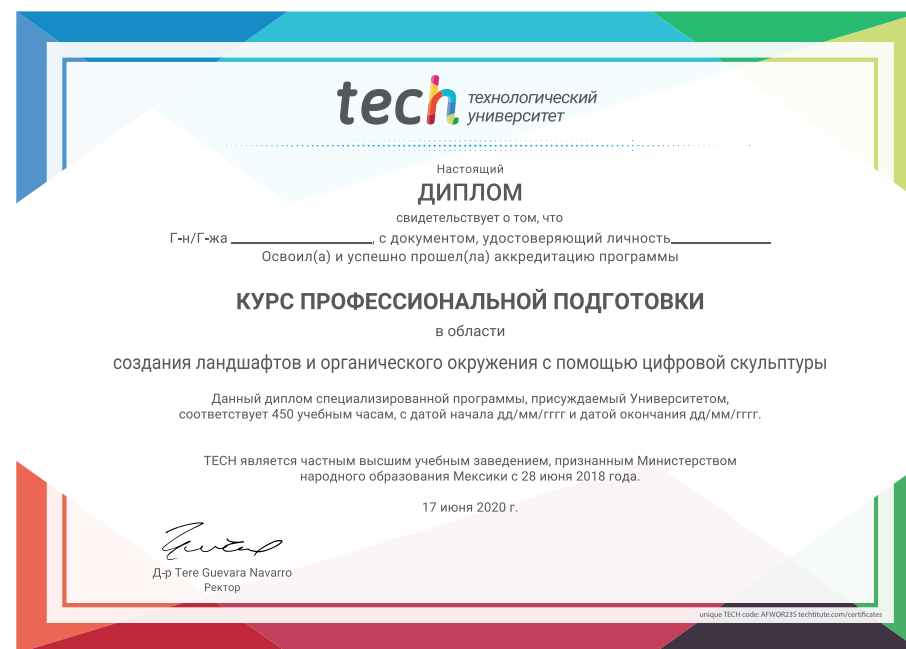 tech технологический
университет
Настоящий
ДИПЛОМ
свидетельствует о том, что
Г-н/Г-жа ____________, с документом, удостоверяющий личность____________
Освоил(а) и успешно прошел(ла) аккредитацию программы
КУРС ПРОФЕССИОНАЛЬНОЙ ПОДГОТОВКИ
в области
создания ландшафтов и органического окружения с помощью цифровой скульптуры
Данный диплом специализированной программы, присуждаемый Университетом,
соответствует 450 учебным часам, с датой начала дд/мм/гггг и датой окончания дд/мм/гггг.
TECH является частным высшим учебным заведением, признанным Министерством
народного образования Мексики с 28 июня 2018 года.
17 июня 2020 г.
Д-р Tere Guevara Navarro
Ректор
unique TECH code: AFWOR23S techtitute.com/certificates